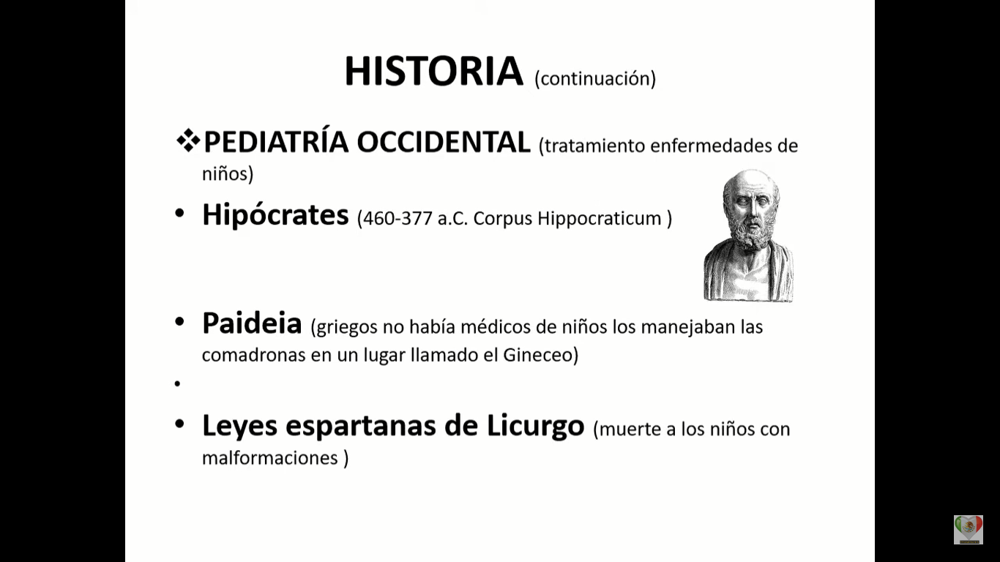 HISTORIA (continuación)
❖PEDIATRÍA OCCIDENTAL (tratamiento enfermedades de
niños)
• Hipócrates (460-377 a.C. Corpus Hippocraticum )
• Paideia (griegos no había médicos de niños los manejaban las
comadronas en un lugar llamado el Gineceo)
•
• Leyes espartanas de Licurgo (muerte a los niños con
malformaciones )